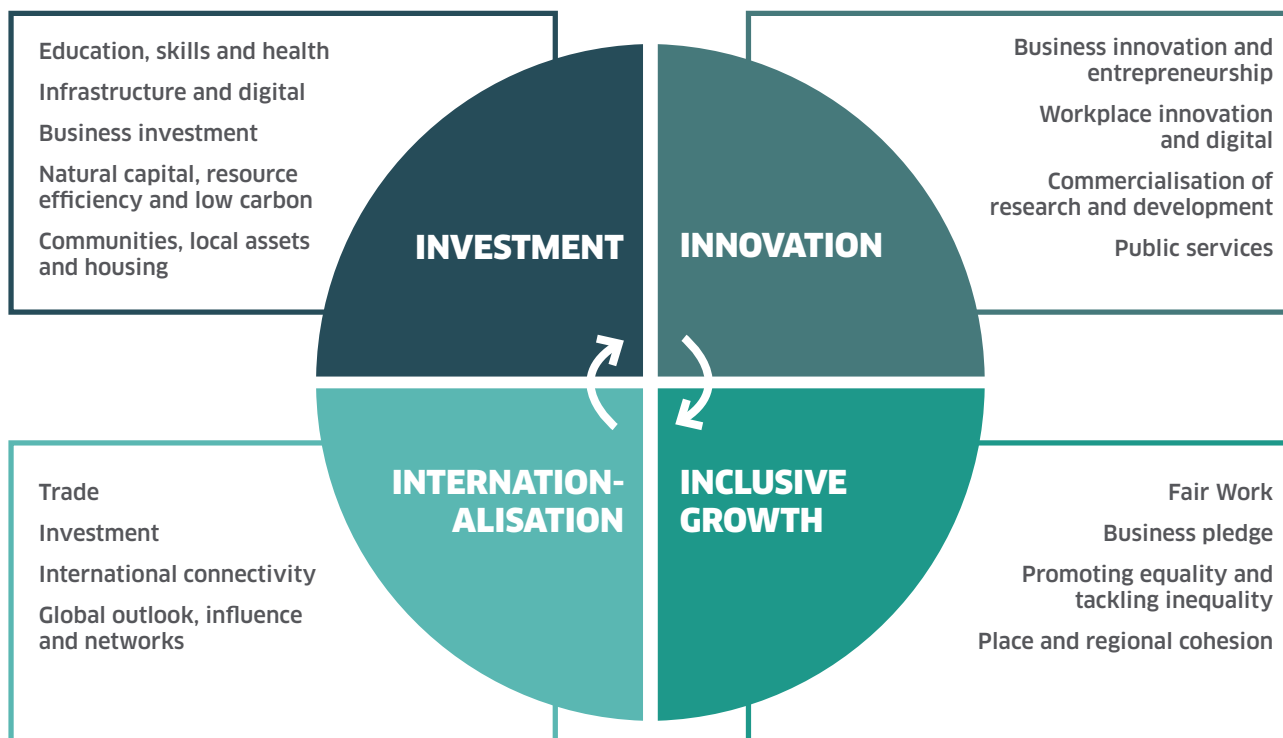 Education, skills and health
Infrastructure and digital
Business investment
Natural capital, resource
efficiency and low carbon
Communities, local assets
and housing
INVESTMENT
INNOVATION
Business innovation and
entrepreneurship
Workplace innovation
and digital
Commercialisation of
research and development
Public services
Trade
Investment
International connectivity
Global outlook, influence
and networks
INTERNATION-
ALISATION
INCLUSIVE
GROWTH
Fair Work
Business pledge
Promoting equality and
tackling inequality
Place and regional cohesion